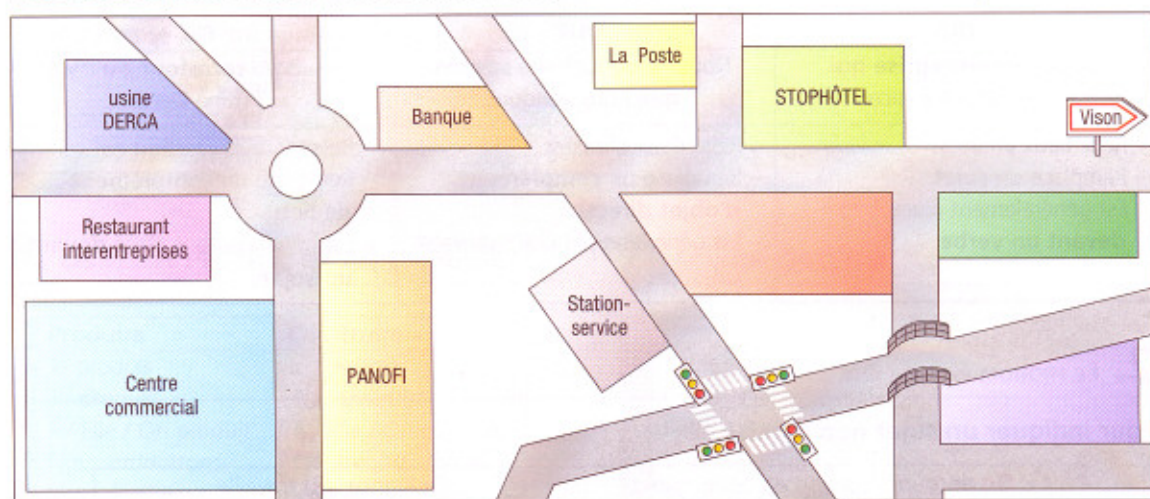 La Poste
usine
DERCA
Banque
STOPHÔTEL
Vison
Restaurant
interentreprises
Station-
service
Centre
commercial
PANOFI